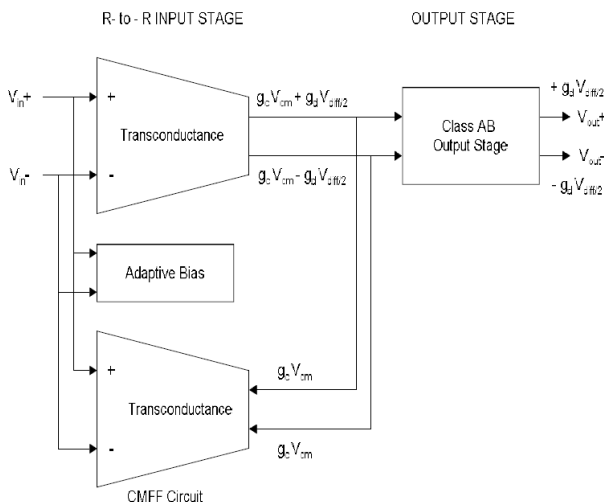 R- to - R INPUT STAGE
OUTPUT STAGE
Vin+
+
Transconductance
-
Vin-
gcVcm + gdVdiff/2
gcVcm - gdVdiff/2
Class AB
Output Stage
+ gdVdiff/2
Vout+
Vout-
- gdVdiff/2
Adaptive Bias
+
Transconductance
-
gcVcm
gcVcm
CMFF Circuit